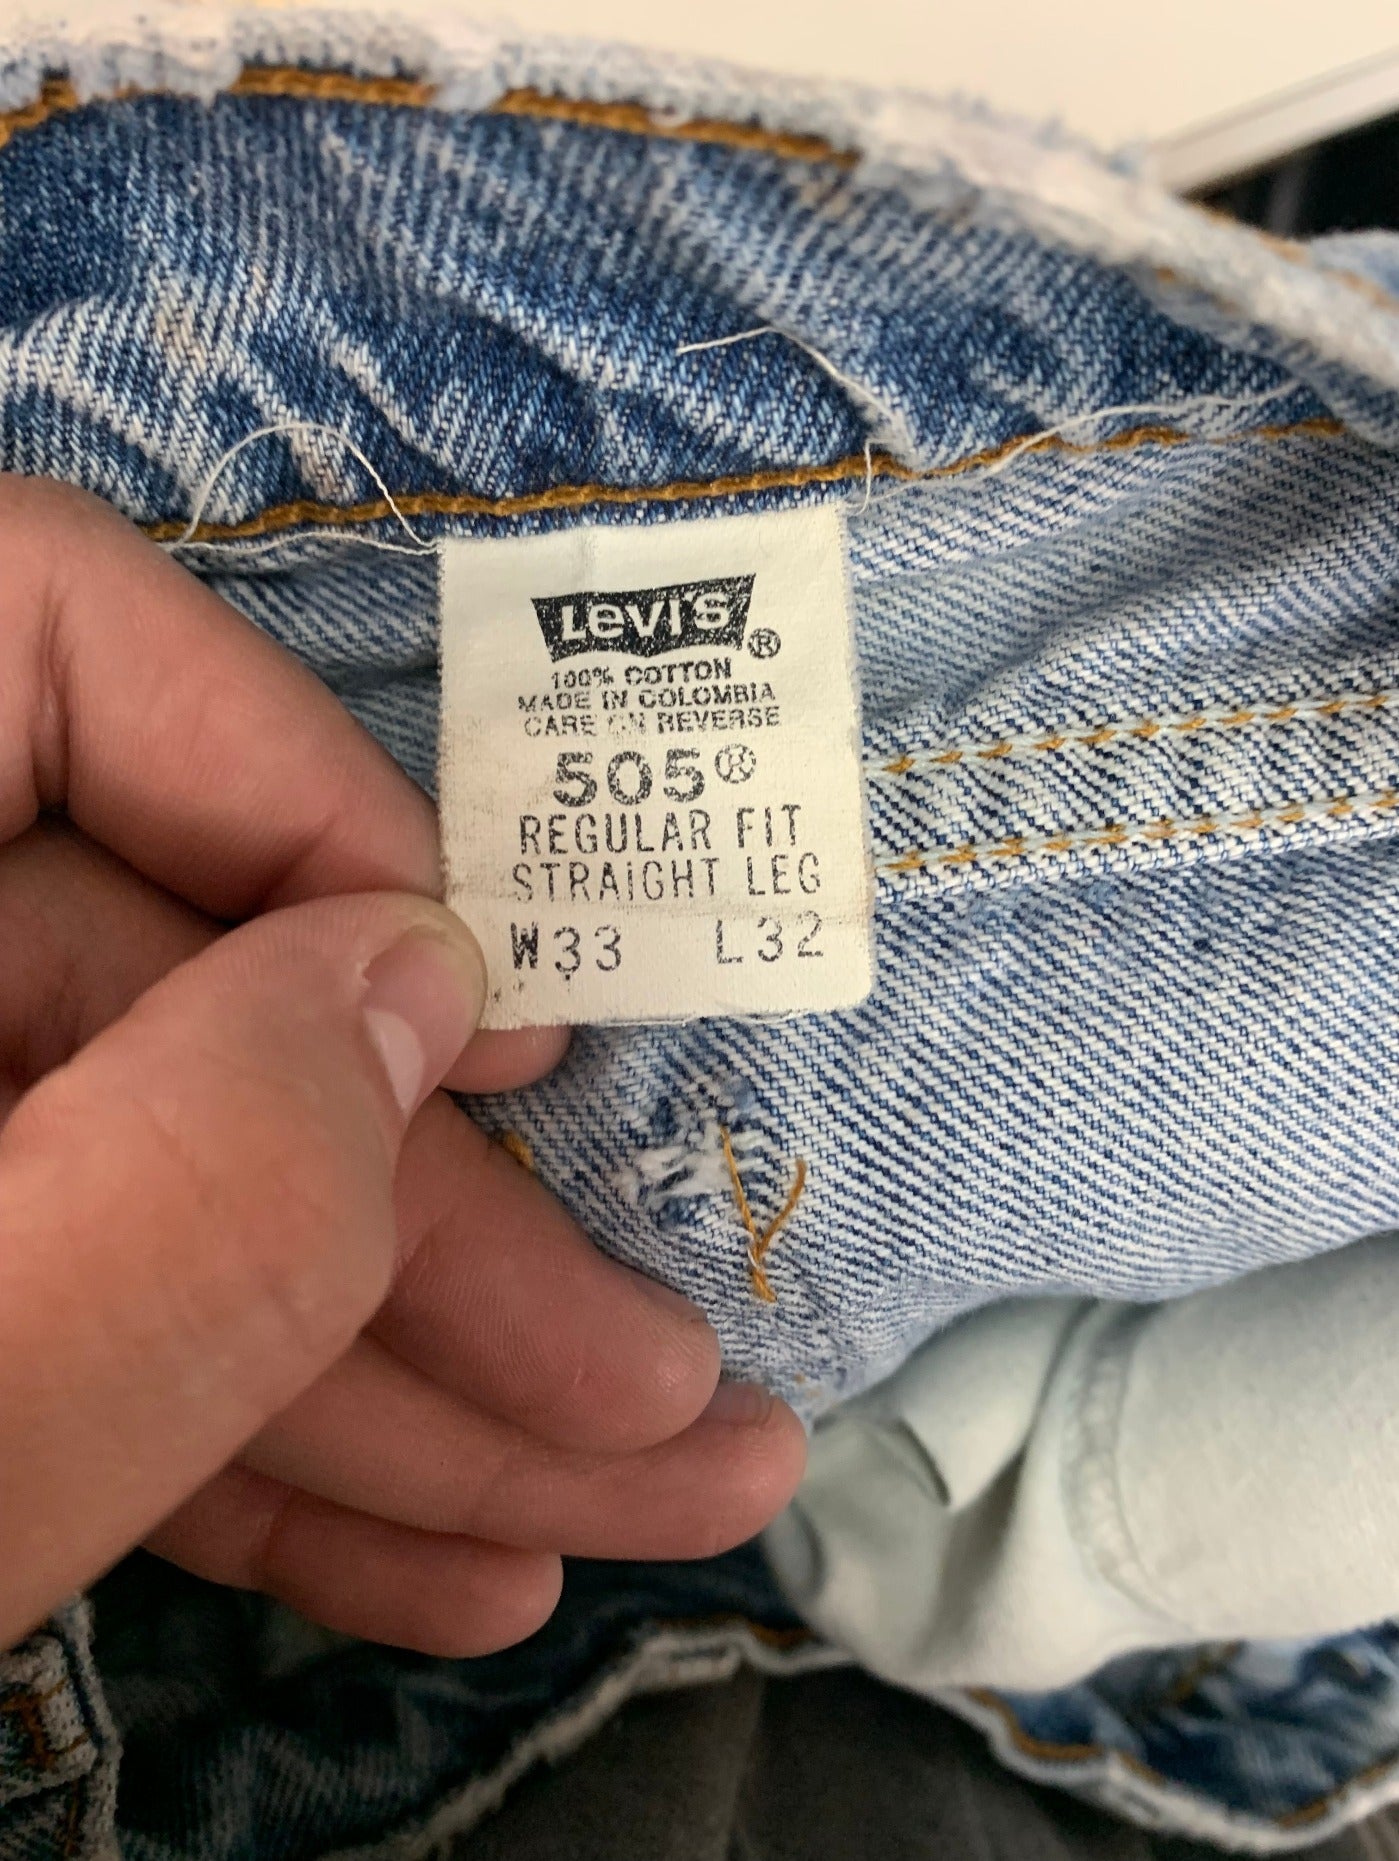 Levi's®
100% COTTON
MADE IN COLOMBIA
CARE ON REVERSE
505®
REGULAR FIT
STRAIGHT LEG
W33 L32